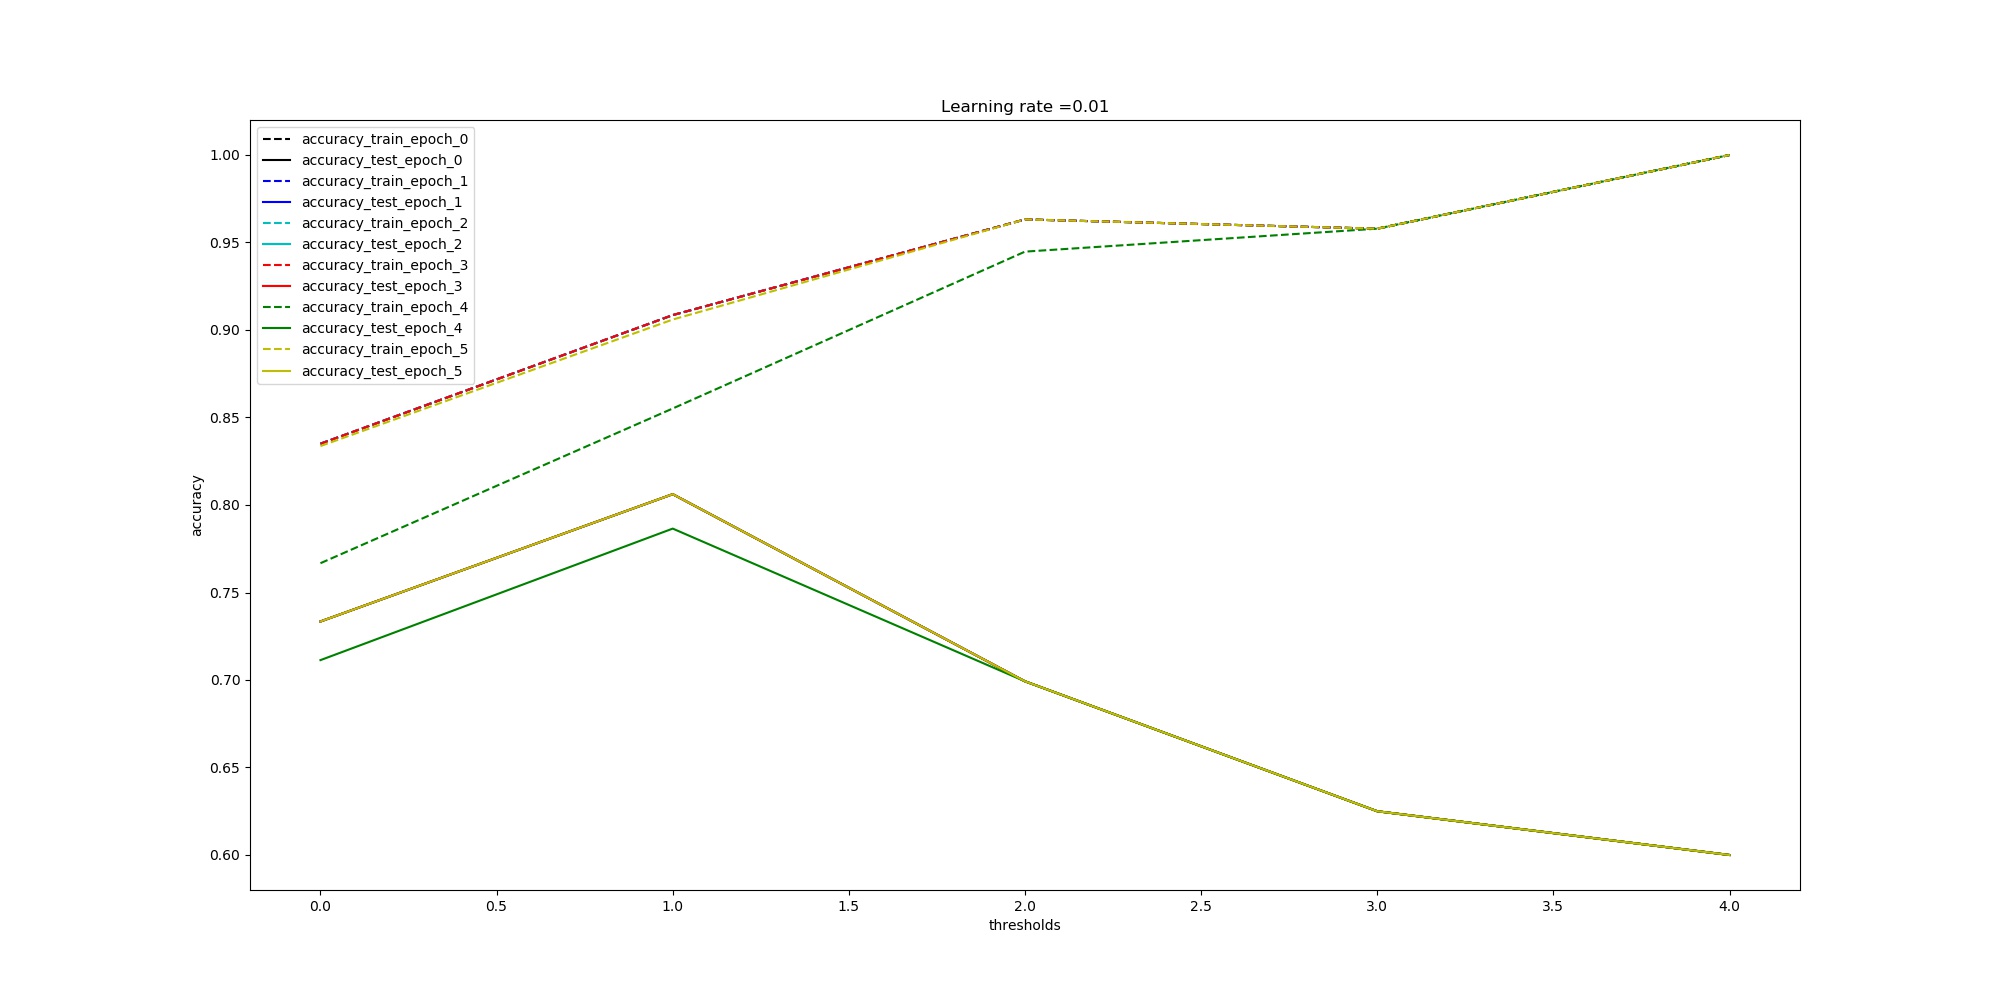 Learning rate =0.01
accuracy_train_epoch_0
accuracy_test_epoch_0
accuracy_train_epoch_1
accuracy_test_epoch_1
accuracy_train_epoch_2
accuracy_test_epoch_2
accuracy_train_epoch_3
accuracy_test_epoch_3
accuracy_train_epoch_4
accuracy_test_epoch_4
accuracy_train_epoch_5
accuracy_test_epoch_5
1.00
0.95
0.90
0.85
0.80
0.75
0.70
0.65
0.60
accuracy
0.0 0.5 1.0 1.5 2.0 2.5 3.0 3.5 4.0
thresholds